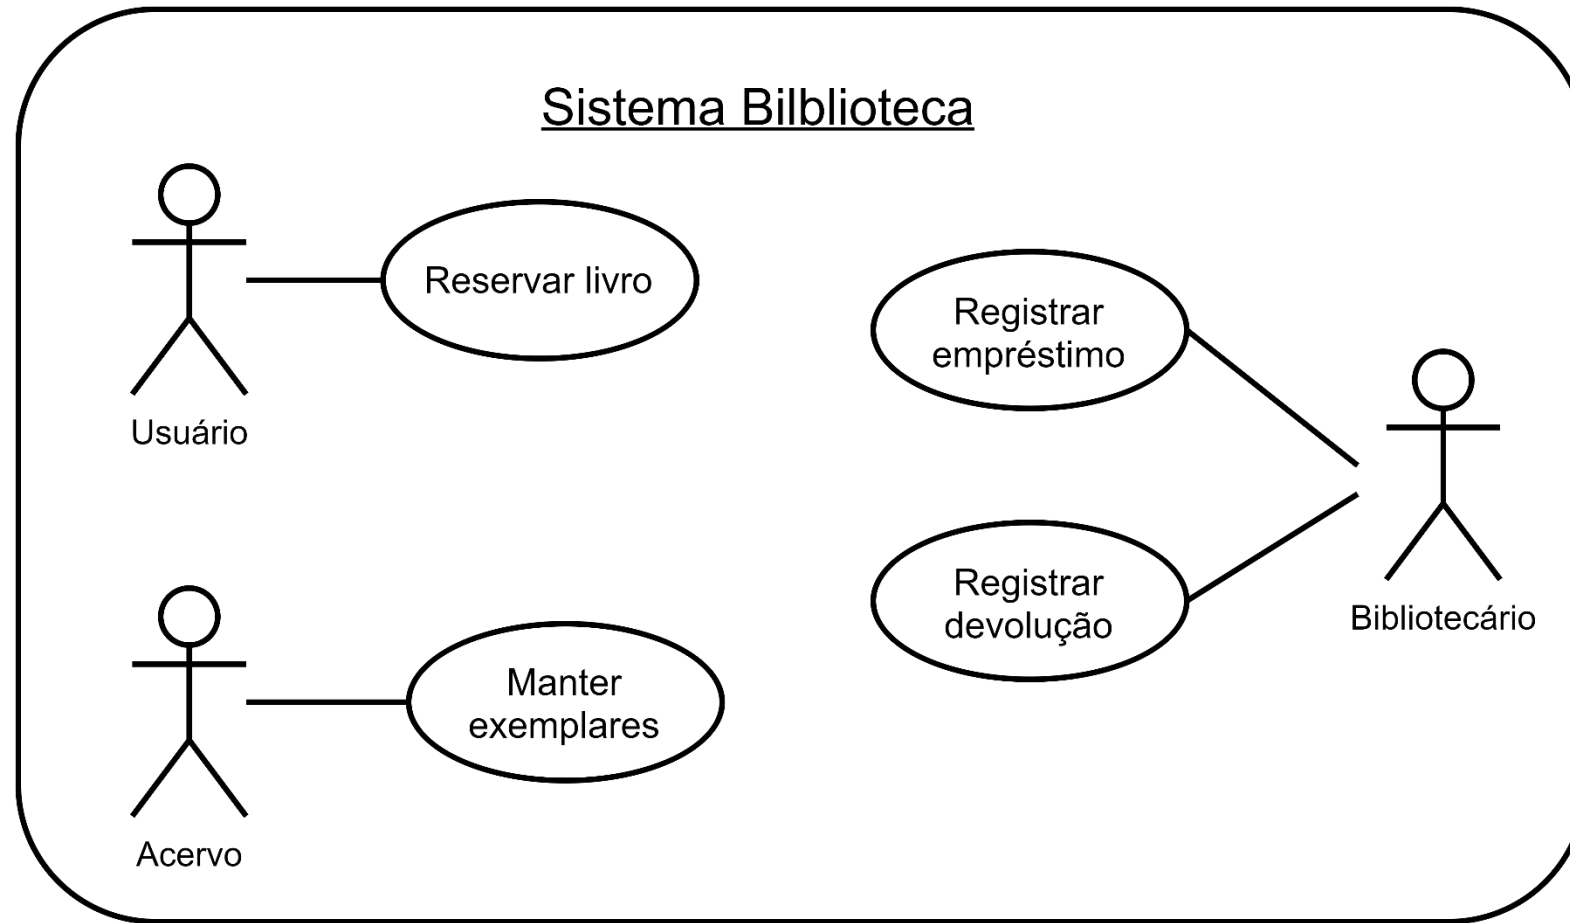 Sistema Bilblioteca
Reservar livro
Usuário
Registrar
empréstimo
Registrar
devolução
Bibliotecário
Manter
exemplares
Acervo